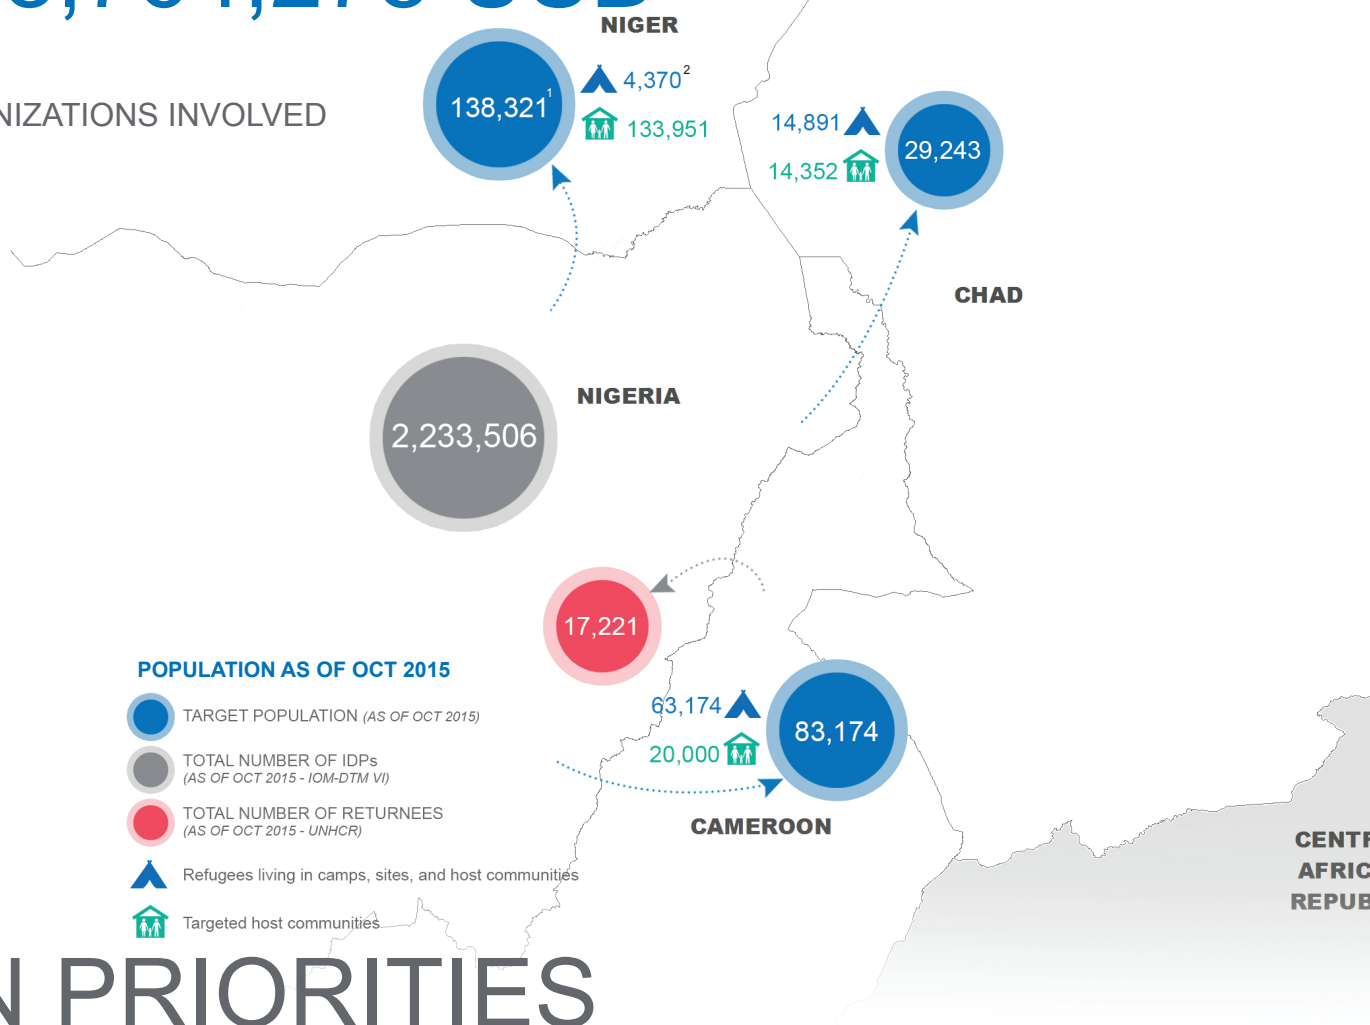 NIGER
138,321¹
4,370²
133,951
NIZATIONS INVOLVED
14,891
14,352
29,243
CHAD
NIGERIA
2,233,506
17,221
POPULATION AS OF OCT 2015
TARGET POPULATION (AS OF OCT 2015)
TOTAL NUMBER OF IDPs
(AS OF OCT 2015 - IOM-DTM VI)
TOTAL NUMBER OF RETURNEES
(AS OF OCT 2015 - UNHCR)
Refugees living in camps, sites, and host communities
Targeted host communities
63,174
20,000
83,174
CAMEROON
CENTR
AFRIC
REPUB
N PRIORITIES